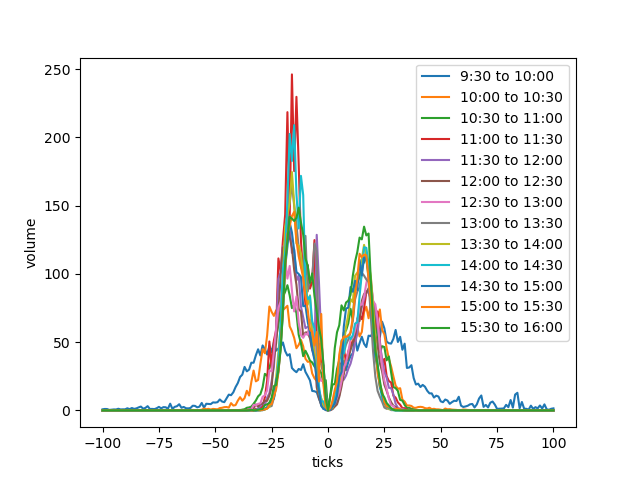 250
200
150
100
50
0
volume
−100
−75
−50
−25
0
25
50
75
100
ticks
9:30 to 10:00
10:00 to 10:30
10:30 to 11:00
11:00 to 11:30
11:30 to 12:00
12:00 to 12:30
12:30 to 13:00
13:00 to 13:30
13:30 to 14:00
14:00 to 14:30
14:30 to 15:00
15:00 to 15:30
15:30 to 16:00